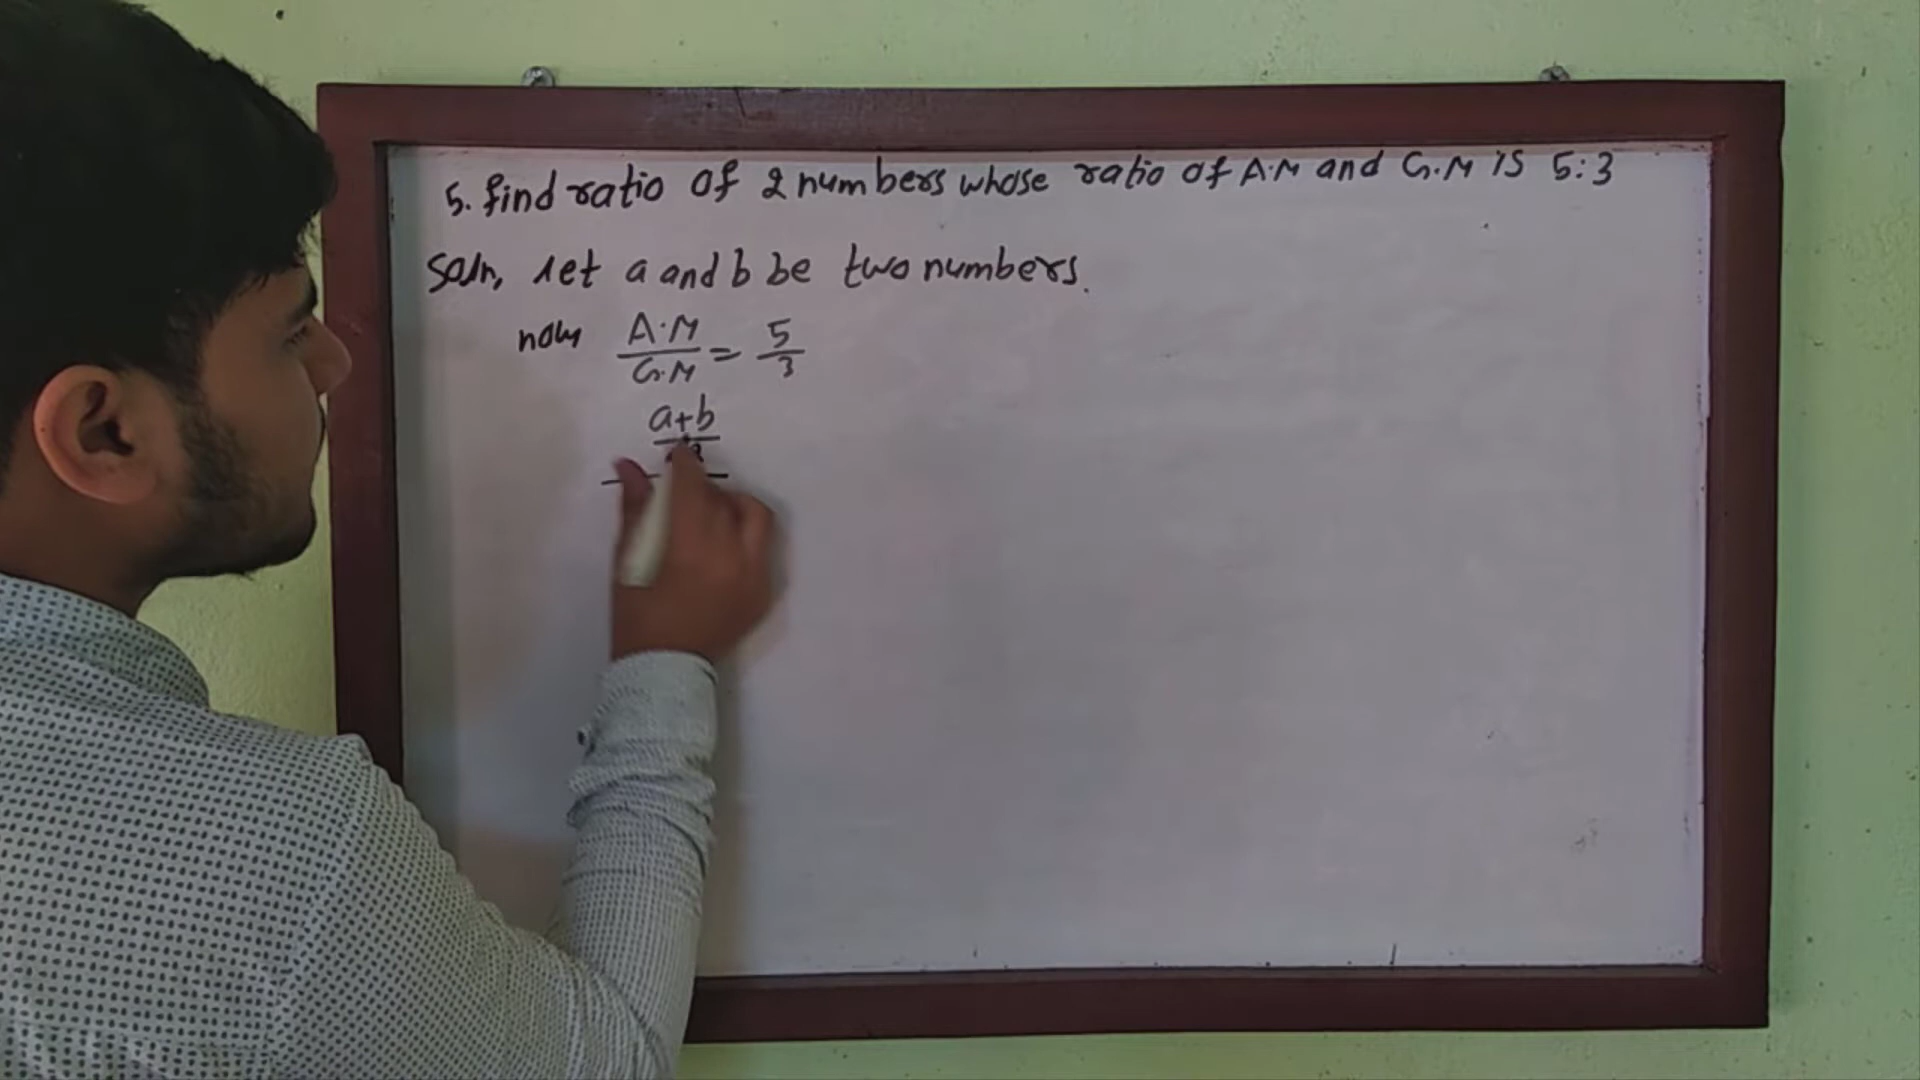 5. find ratio of 2 numbers whose ratio of A.M and G.M is 5:3
Soln, let a and b be two numbers.
now A.M/G.M = 5/3
a+b